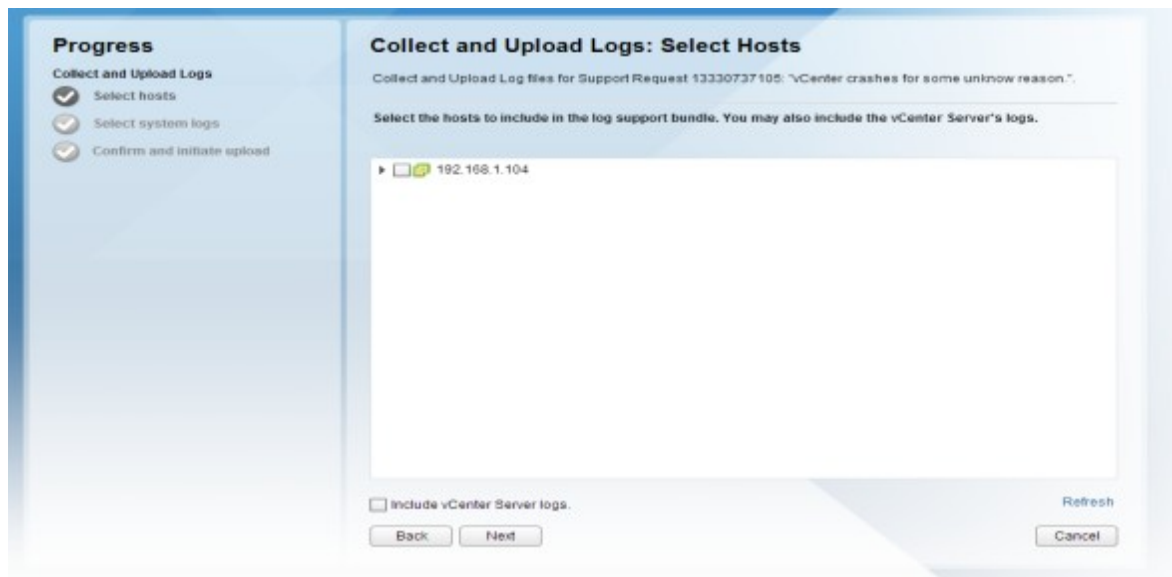 Progress
Collect and Upload Logs
Select hosts
Select system logs
Confirm and initiate upload
Collect and Upload Logs: Select Hosts
Collect and Upload Log files for Support Request 13330737105: "vCenter crashes for some unknow reason.".
Select the hosts to include in the log support bundle. You may also include the vCenter Server's logs.
192.168.1.104
Include vCenter Server logs.
Refresh
Back
Next
Cancel